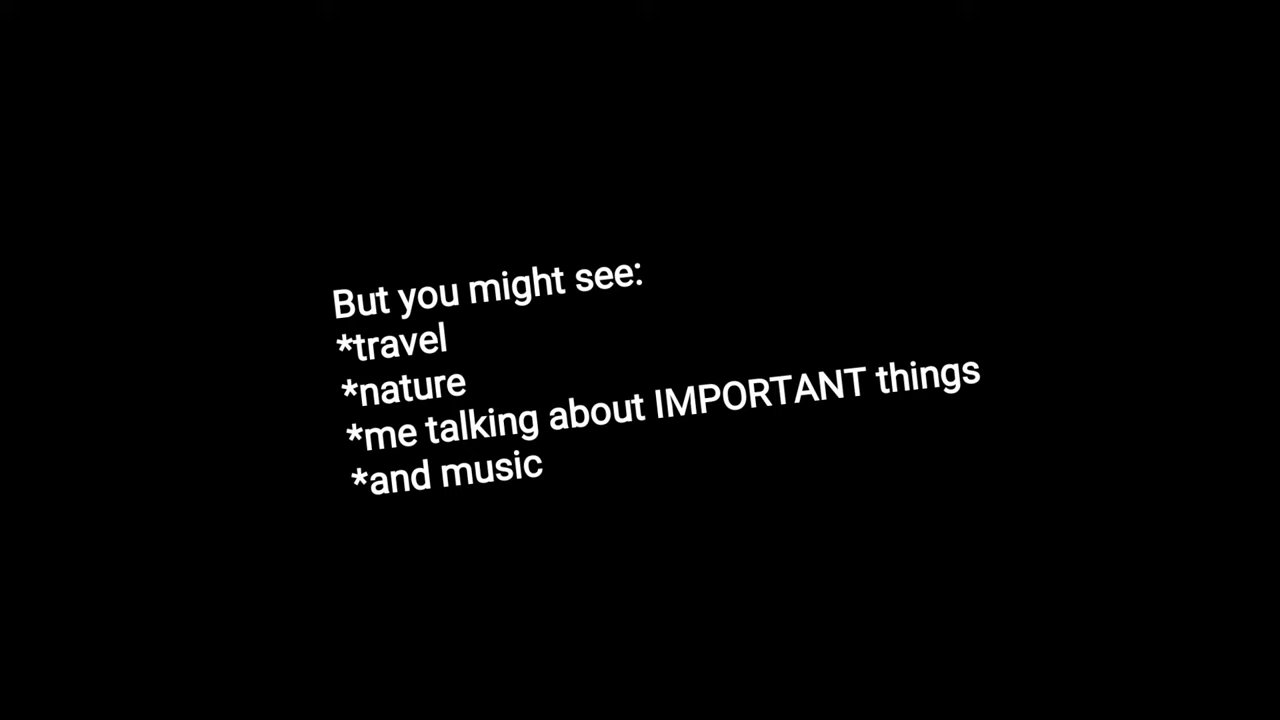 But you might see:
*travel
*nature
*me talking about IMPORTANT things
*and music